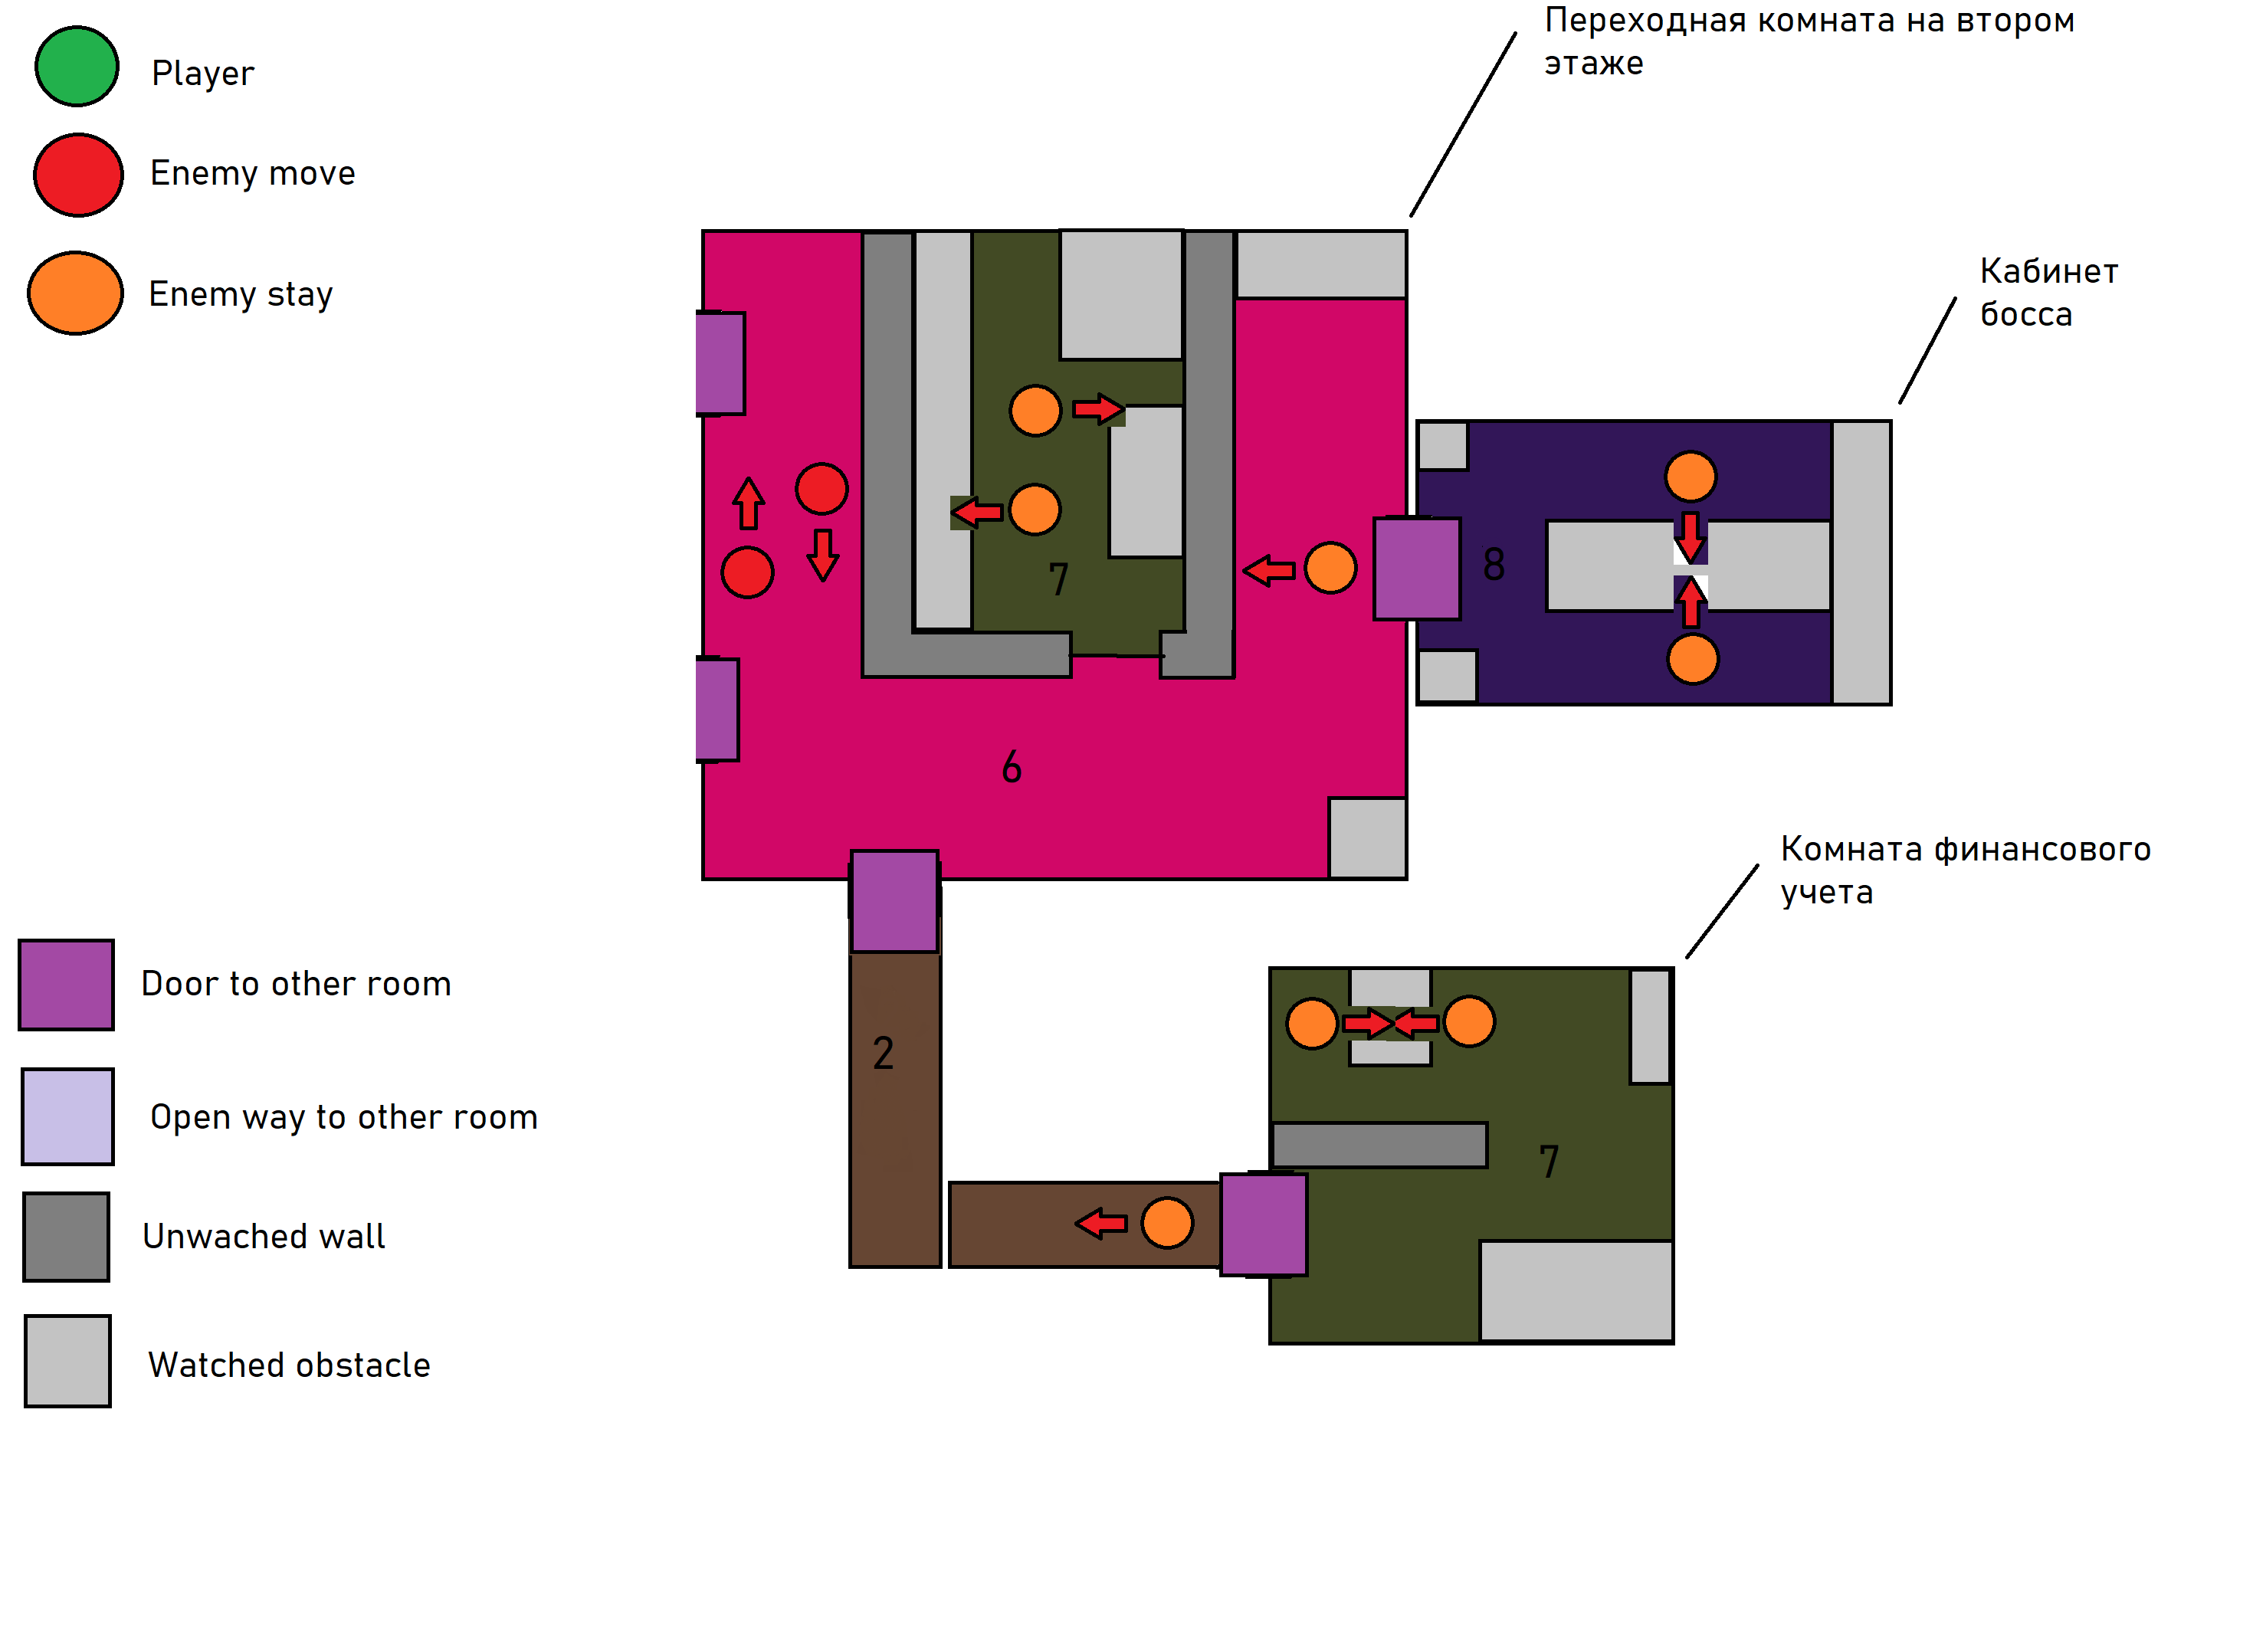 Player
Enemy move
Enemy stay
Door to other room
Open way to other room
Unwached wall
Watched obstacle
Переходная комната на втором
этаже
Кабинет
босса
7
8
6
Комната финансового
учета
2
7